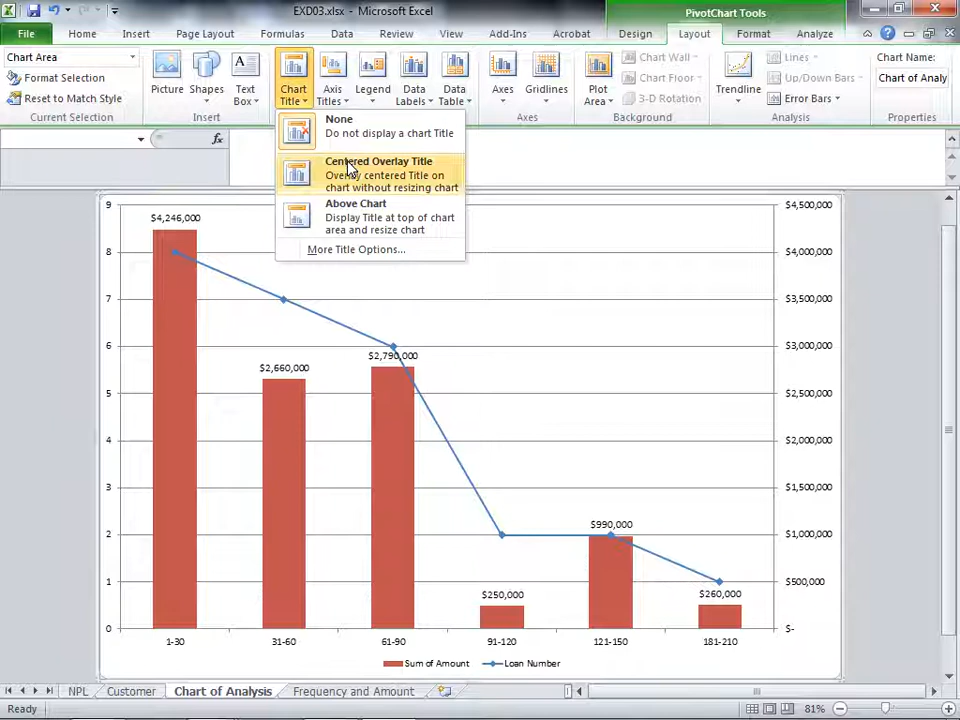 EXD03.xlsx - Microsoft Excel
PivotChart Tools
File Home Insert Page Layout Formulas Data Review View Add-Ins Acrobat Design Layout Format Analyze
Chart Area
Format Selection
Reset to Match Style
Current Selection
Picture
Shapes
Text
Box
Insert
Chart
Title
Axis
Titles
Legend
Data
Labels
Data
Table
Axes
Gridlines
Axes
Plot
Area
Chart Wall
Chart Floor
3-D Rotation
Background
Trendline
Lines
Up/Down Bars
Error Bars
Analysis
Chart Name:
Chart of Analy
Properties
None
Do not display a chart Title
Centered Overlay Title
Overlay centered Title on
chart without resizing chart
Above Chart
Display Title at top of chart
area and resize chart
More Title Options...
fx
9 $4,246,000 $4,500,000
8 $4,000,000
7 $3,500,000
6 $3,000,000
$2,790,000
$2,660,000
5 $2,500,000
4 $2,000,000
3 $1,500,000
$990,000
2 $1,000,000
1 $500,000
$250,000 $260,000
0 $-
1-30 31-60 61-90 91-120 121-150 181-210
Sum of Amount Loan Number
NPL Customer Chart of Analysis Frequency and Amount
Ready 81%